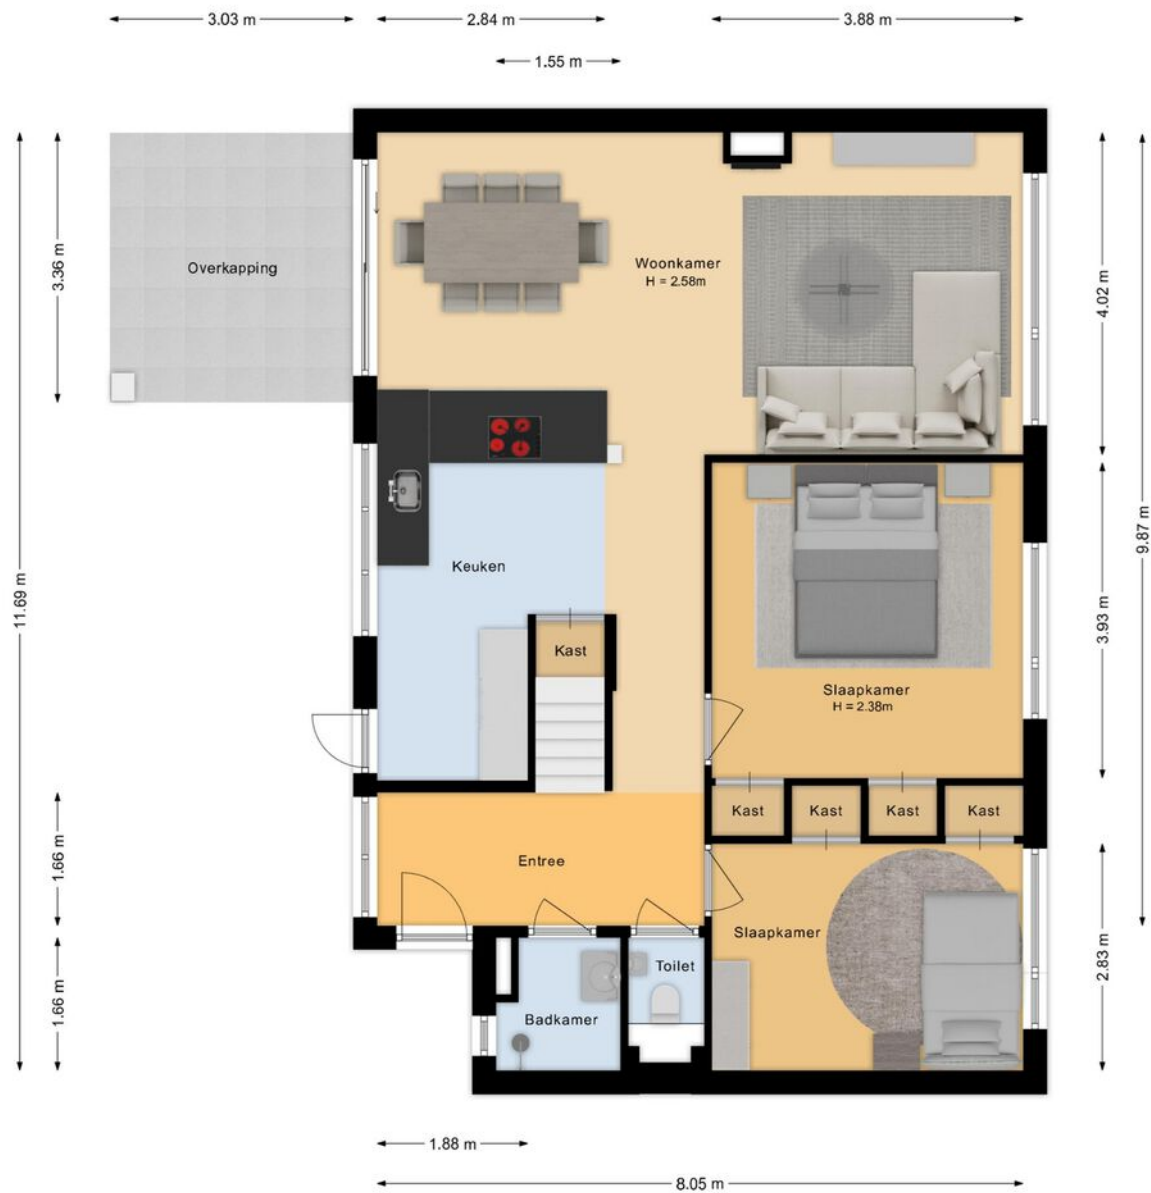 3.03 m
2.84 m
3.88 m
1.55 m
3.36 m
Overkapping
Woonkamer
H = 2.58m
4.02 m
9.87 m
11.69 m
Keuken
3.93 m
Kast
Slaapkamer
H = 2.38m
Kast
Kast
Kast
Kast
1.66 m
Entree
Slaapkamer
2.83 m
Toilet
1.66 m
Badkamer
1.88 m
8.05 m